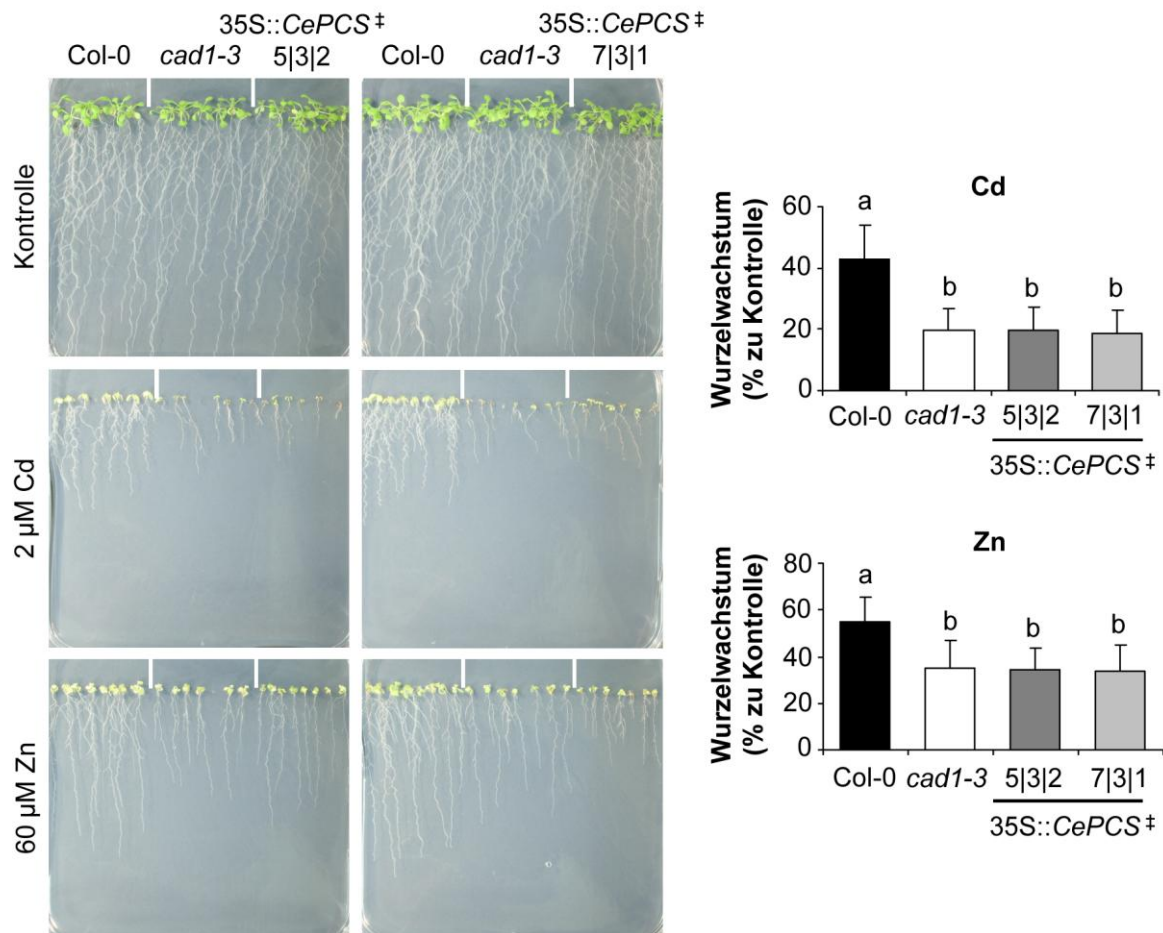 35S::CePCS‡ 35S::CePCS‡
Col-0 cad1-3 5|3|2 Col-0 cad1-3 7|3|1
Kontrolle
2 µM Cd
60 µM Zn
Cd
Wurzelwachstum
(% zu Kontrolle)
60
40
20
0
a
b
b
b
Col-0 cad1-3 5|3|2 7|3|1
35S::CePCS‡
Zn
Wurzelwachstum
(% zu Kontrolle)
80
60
40
20
0
a
b
b
b
Col-0 cad1-3 5|3|2 7|3|1
35S::CePCS‡